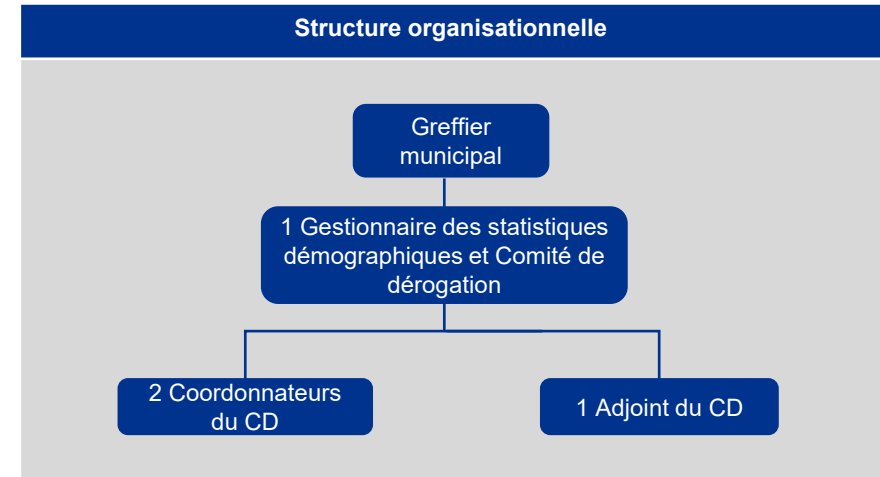 Structure organisationnelle
Greffier
municipal
1 Gestionnaire des statistiques
démographiques et Comité de
dérogation
2 Coordonnateurs
du CD
1 Adjoint du CD